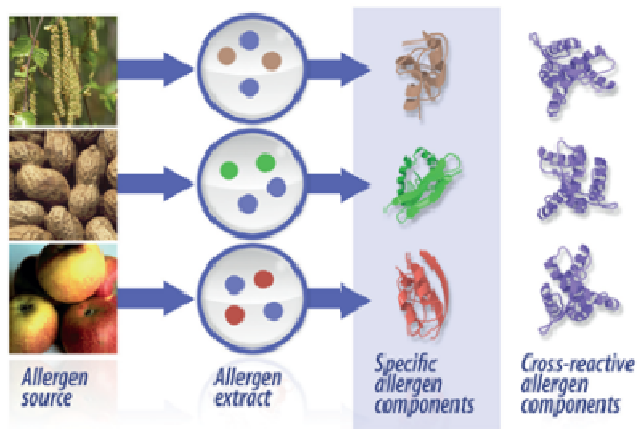 Allergen
source
Allergen
extract
Specific
allergen
components
Cross-reactive
allergen
components